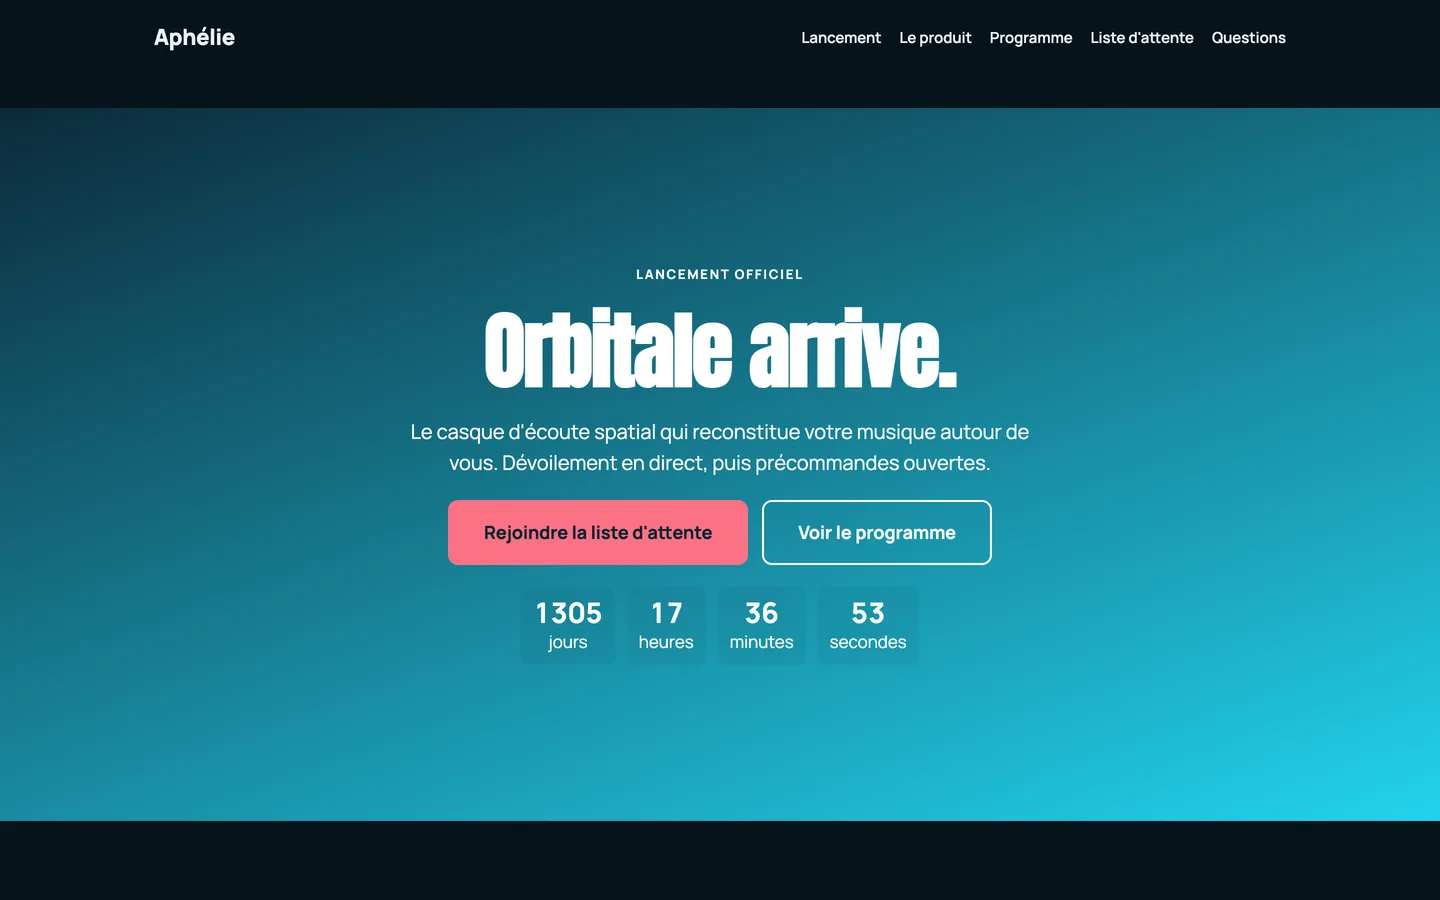 Aphélie
Lancement Le produit Programme Liste d'attente Questions
LANCEMENT OFFICIEL
Orbitale arrive.
Le casque d'écoute spatial qui reconstitue votre musique autour de
vous. Dévoilement en direct, puis précommandes ouvertes.
Rejoindre la liste d'attente
Voir le programme
1305 17 36 53
jours heures minutes secondes